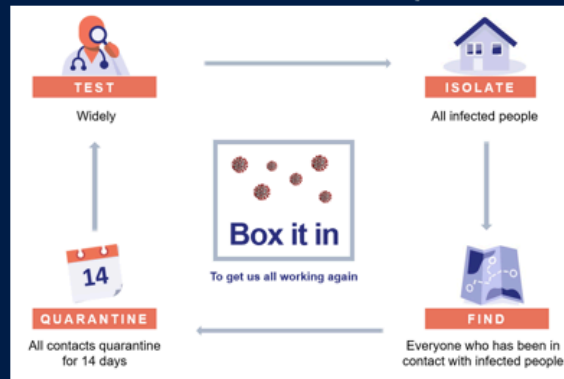 TEST
Widely
ISOLATE
All infected people
Box it in
To get us all working again
14
QUARANTINE
All contacts quarantine
for 14 days
FIND
Everyone who has been in
contact with infected people